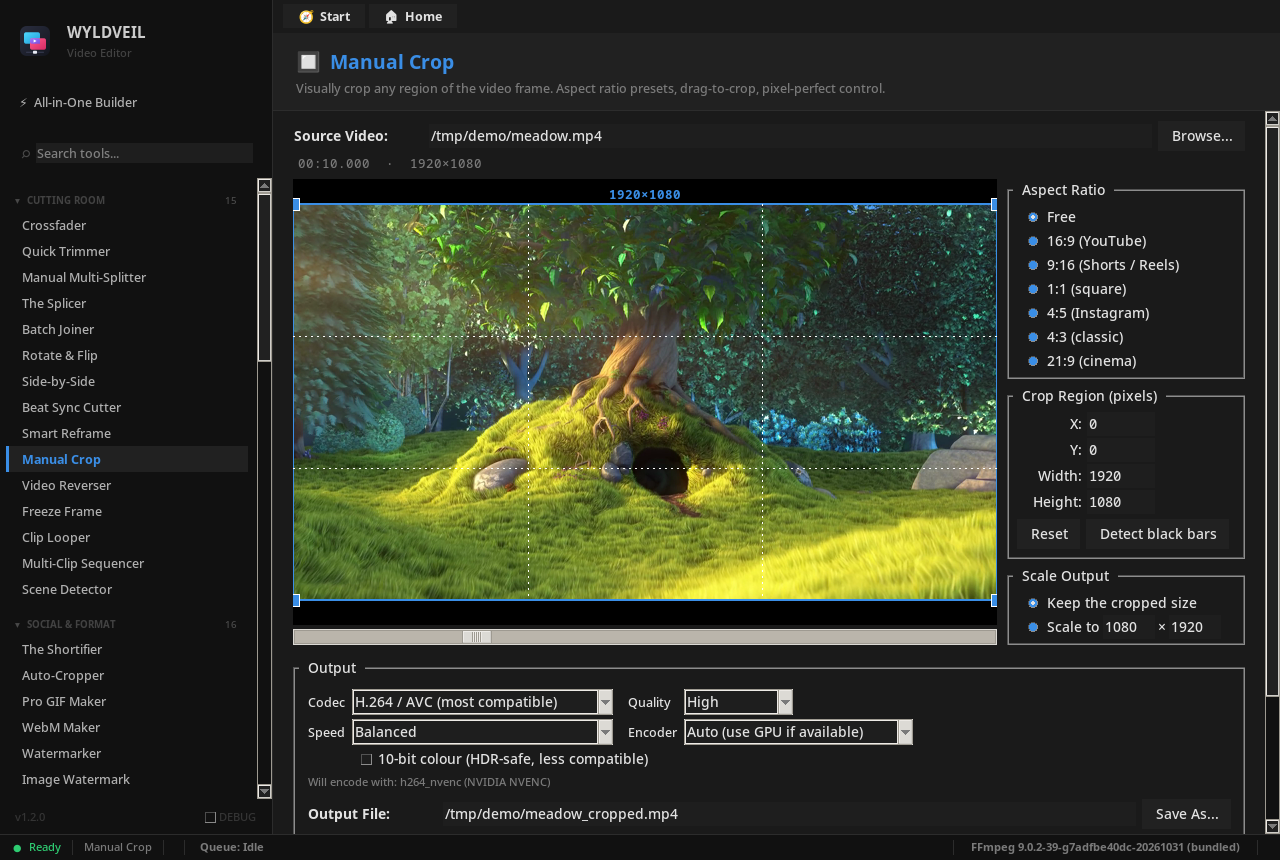 WYLDVEIL
Video Editor
⚡ All-in-One Builder
Search tools...
CUTTING ROOM 15
Crossfader
Quick Trimmer
Manual Multi-Splitter
The Splicer
Batch Joiner
Rotate & Flip
Side-by-Side
Beat Sync Cutter
Smart Reframe
Manual Crop
Video Reverser
Freeze Frame
Clip Looper
Multi-Clip Sequencer
Scene Detector
SOCIAL & FORMAT 16
The Shortifier
Auto-Cropper
Pro GIF Maker
WebM Maker
Watermarker
Image Watermark
v1.2.0 DEBUG
Start Home
Manual Crop
Visually crop any region of the video frame. Aspect ratio presets, drag-to-crop, pixel-perfect control.
Source Video: /tmp/demo/meadow.mp4 Browse...
00:10.000 · 1920×1080
1920×1080
Aspect Ratio
Free
16:9 (YouTube)
9:16 (Shorts / Reels)
1:1 (square)
4:5 (Instagram)
4:3 (classic)
21:9 (cinema)
Crop Region (pixels)
X: 0
Y: 0
Width: 1920
Height: 1080
Reset Detect black bars
Scale Output
Keep the cropped size
Scale to 1080 × 1920
Output
Codec H.264 / AVC (most compatible) Quality High
Speed Balanced Encoder Auto (use GPU if available)
10-bit colour (HDR-safe, less compatible)
Will encode with: h264_nvenc (NVIDIA NVENC)
Output File: /tmp/demo/meadow_cropped.mp4 Save As...
Ready Manual Crop Queue: Idle FFmpeg 9.0.2-39-g7adfbe40dc-20261031 (bundled)